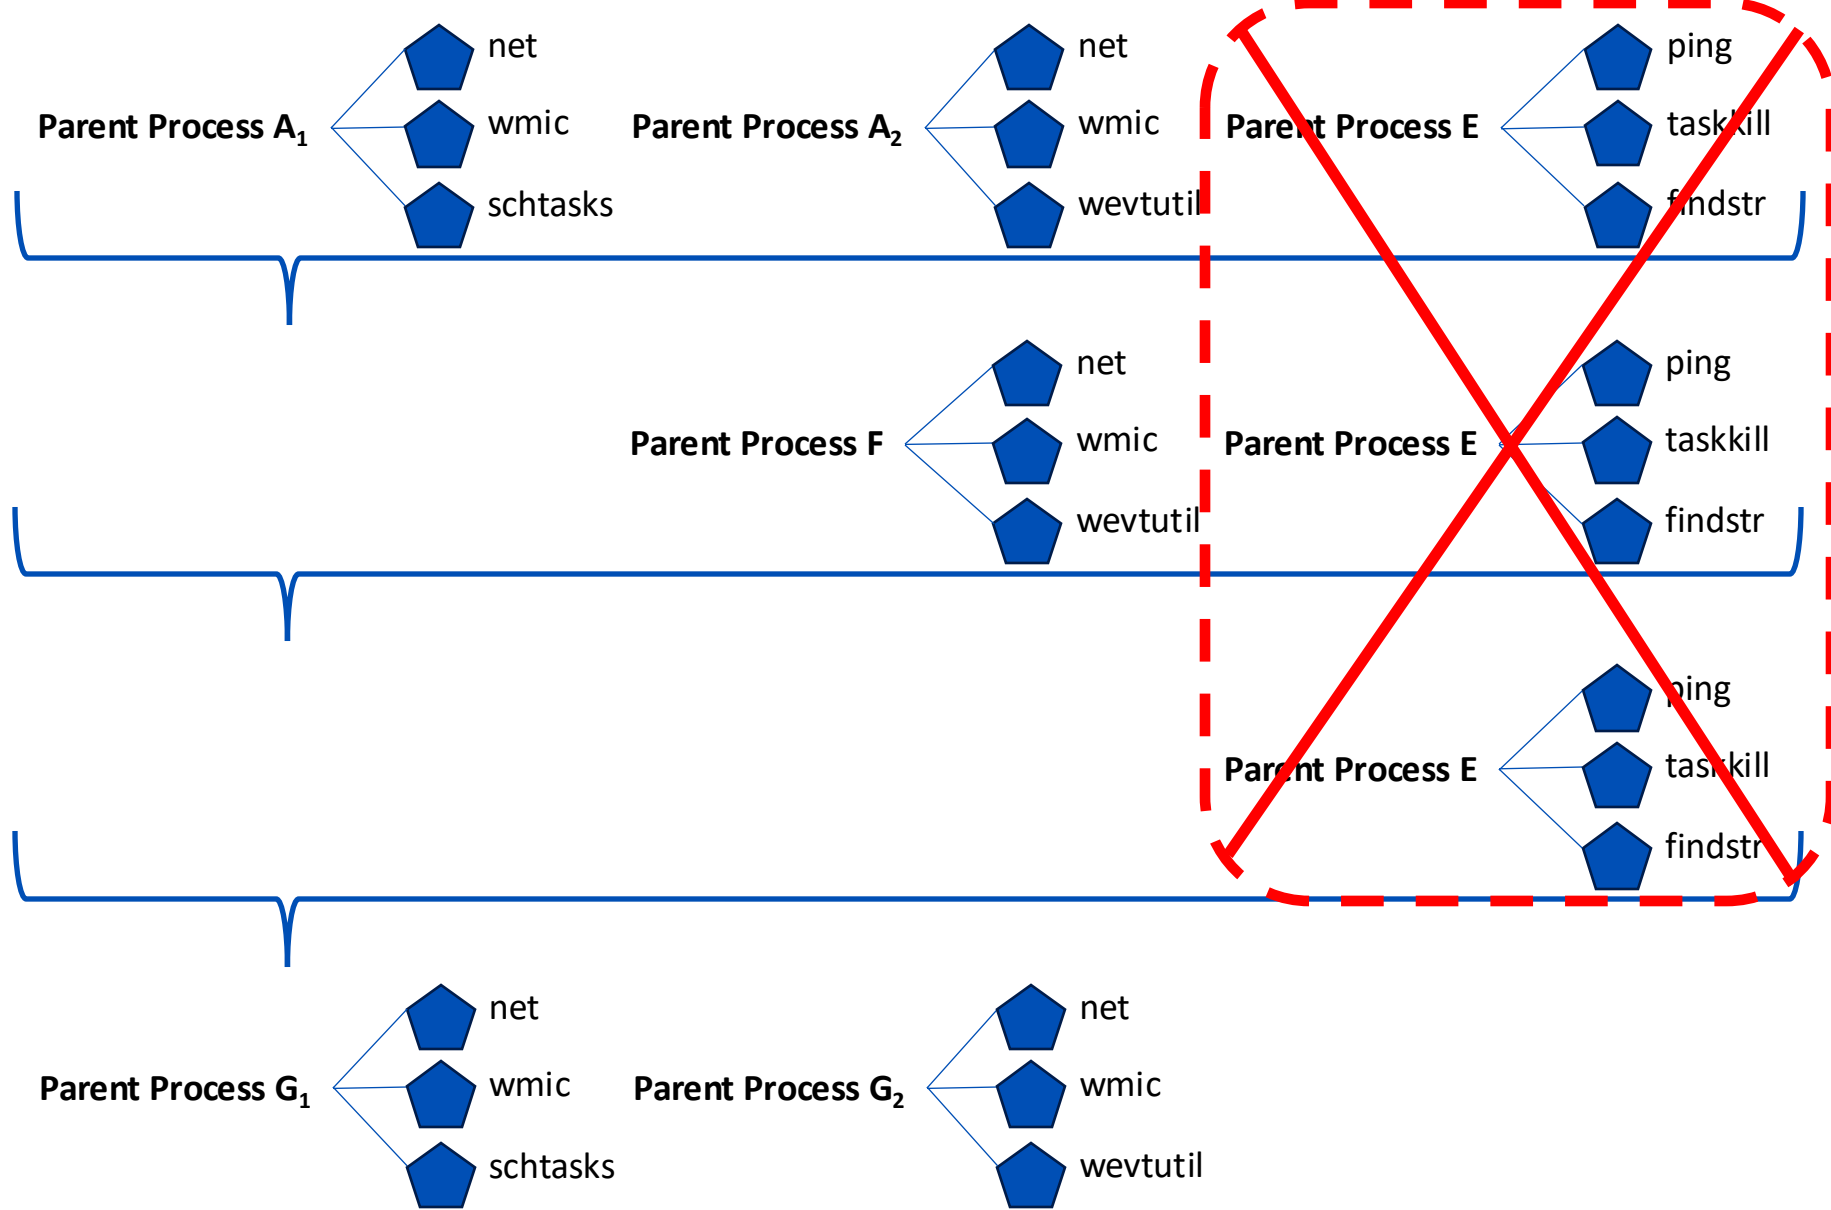 net
wmic
schtasks
Parent Process A₁
net
wmic
wevtutil
Parent Process A₂
ping
taskkill
findstr
Parent Process E
net
wmic
wevtutil
Parent Process F
ping
taskkill
findstr
Parent Process E
ping
taskkill
findstr
Parent Process E
net
wmic
schtasks
Parent Process G₁
net
wmic
wevtutil
Parent Process G₂